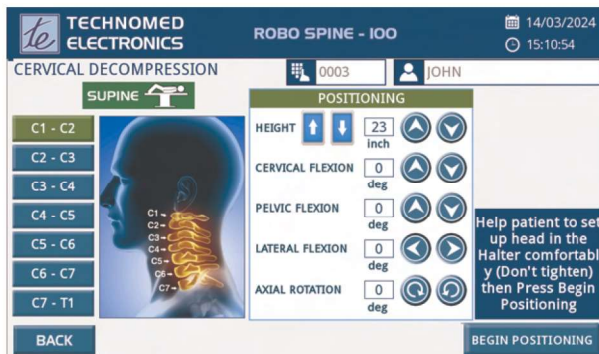 te
TECHNOMED
ELECTRONICS
ROBO SPINE - 100
14/03/2024
15:10:54
CERVICAL DECOMPRESSION
0003
JOHN
SUPINE
C1 - C2
C2 - C3
C3 - C4
C4 - C5
C5 - C6
C6 - C7
C7 - T1
BACK
C1
C2
C3
C4
C5
C6
C7
POSITIONING
HEIGHT 23
inch
CERVICAL FLEXION 0
deg
PELVIC FLEXION 0
deg
LATERAL FLEXION 0
deg
AXIAL ROTATION 0
deg
Help patient to set
up head in the
Halter comfortabl
y (Don't tighten)
then Press Begin
Positioning
BEGIN POSITIONING